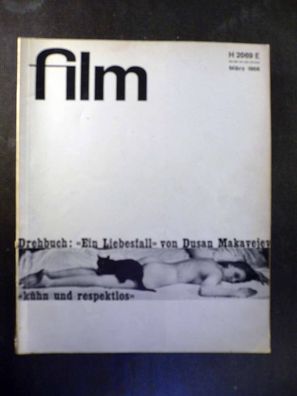 film
H 2069 E
März 1968
Drehbuch: »Ein Liebesfall« von Dusan Makavejev
»kühn und respektlos»